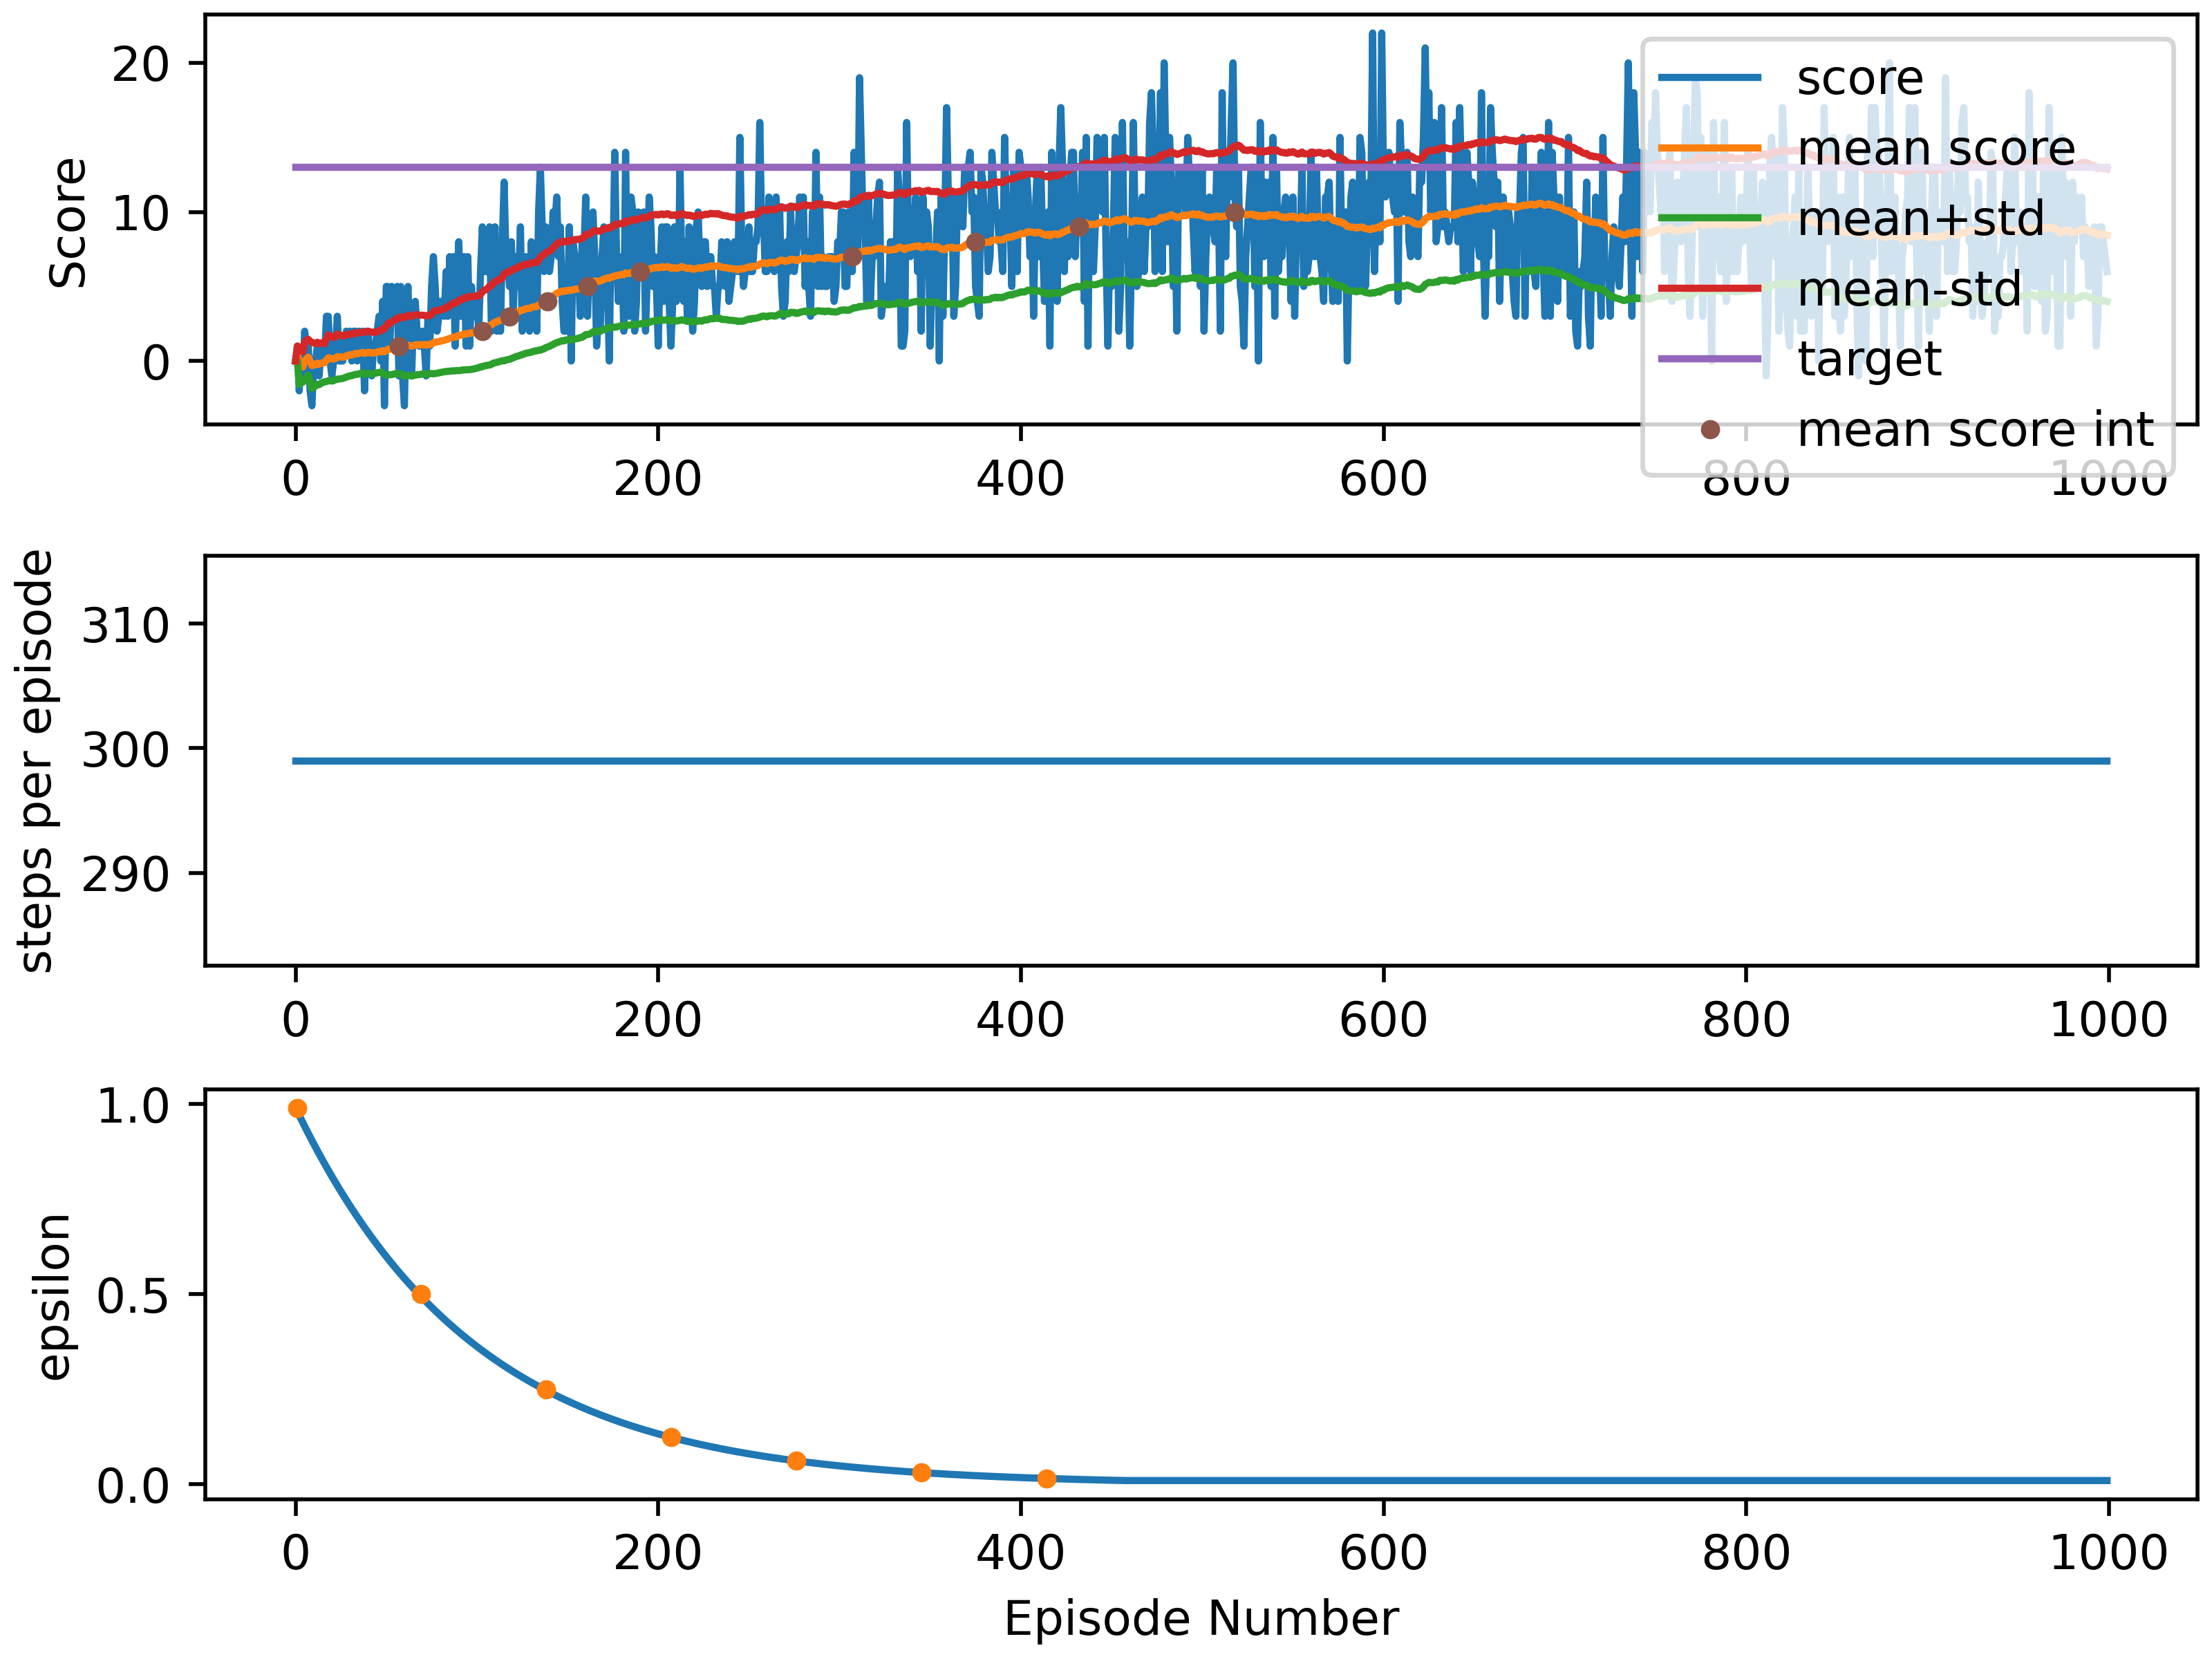 Score
20
10
0
score
mean score
mean+std
mean-std
target
mean score int
0 200 400 600 800 1000
steps per episode
310
300
290
0 200 400 600 800 1000
epsilon
1.0
0.5
0.0
0 200 400 600 800 1000
Episode Number